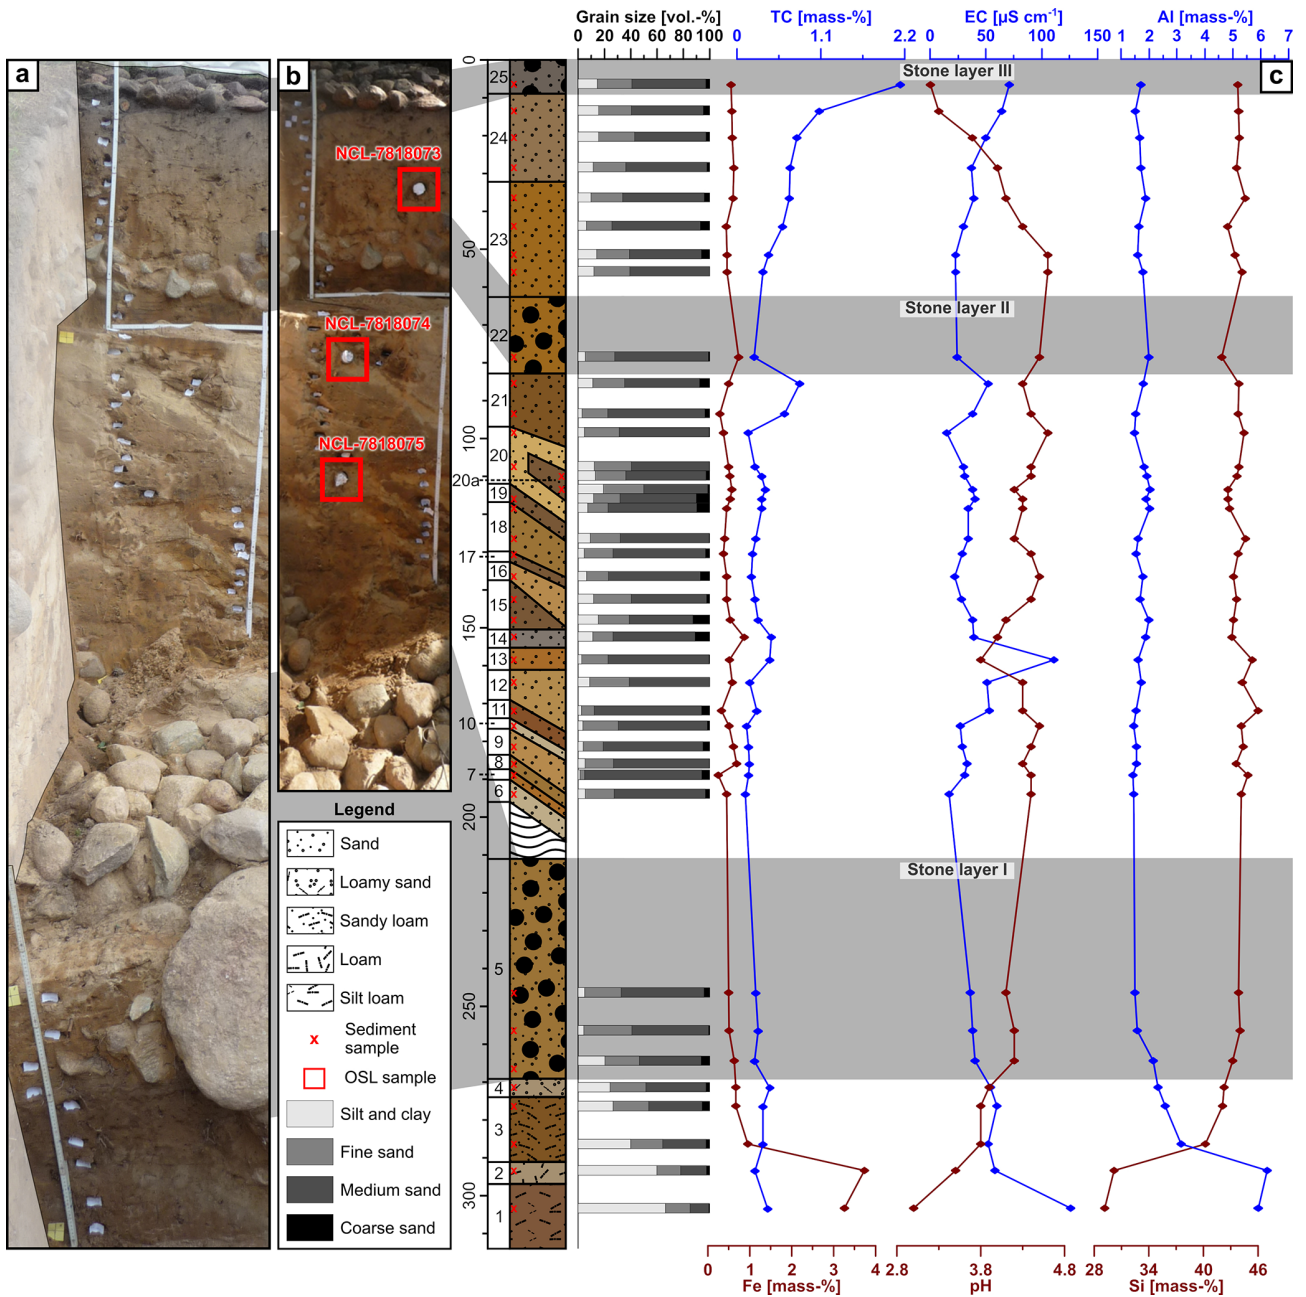 Grain size [vol.-%]
TC [mass-%]
EC [µS cm⁻¹]
Al [mass-%]
0 20 40 60 80 100
0 1.1 2.2
0 50 100 150
1 2 3 4 5 6 7
a
b
c
Stone layer III
Stone layer II
Stone layer I
NCL-7818073
NCL-7818074
NCL-7818075
0
50
100
150
200
250
300
25
24
23
22
21
20
20a
19
18
17
16
15
14
13
12
11
10
9
8
7
6
5
4
3
2
1
Legend
Sand
Loamy sand
Sandy loam
Loam
Silt loam
x Sediment
sample
OSL sample
Silt and clay
Fine sand
Medium sand
Coarse sand
0 1 2 3 4
Fe [mass-%]
2.8 3.8 4.8
pH
28 34 40 46
Si [mass-%]